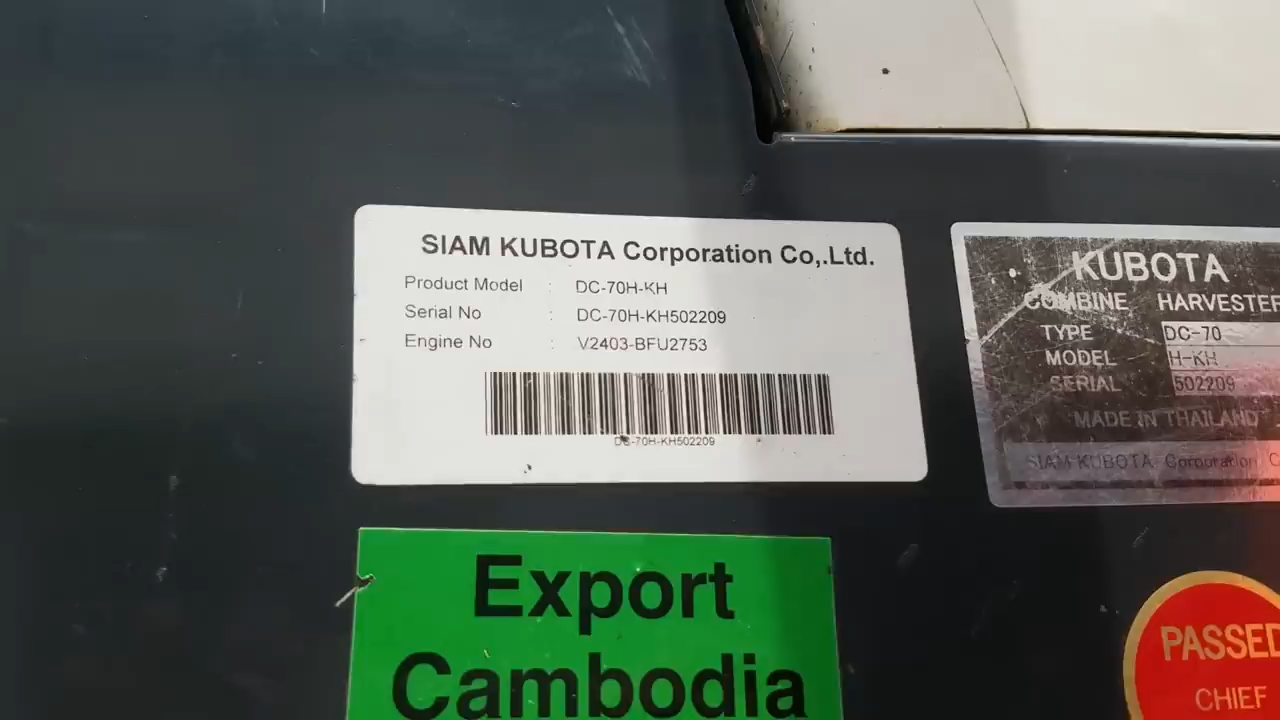 SIAM KUBOTA Corporation Co,.Ltd.
Product Model : DC-70H-KH
Serial No : DC-70H-KH502209
Engine No : V2403-BFU2753
DC-70H-KH502209
KUBOTA
COMBINE HARVESTER
TYPE DC-70
MODEL H-KH
SERIAL 502209
MADE IN THAILAND
SIAM KUBOTA Corporation
Export
Cambodia
PASSED
CHIEF